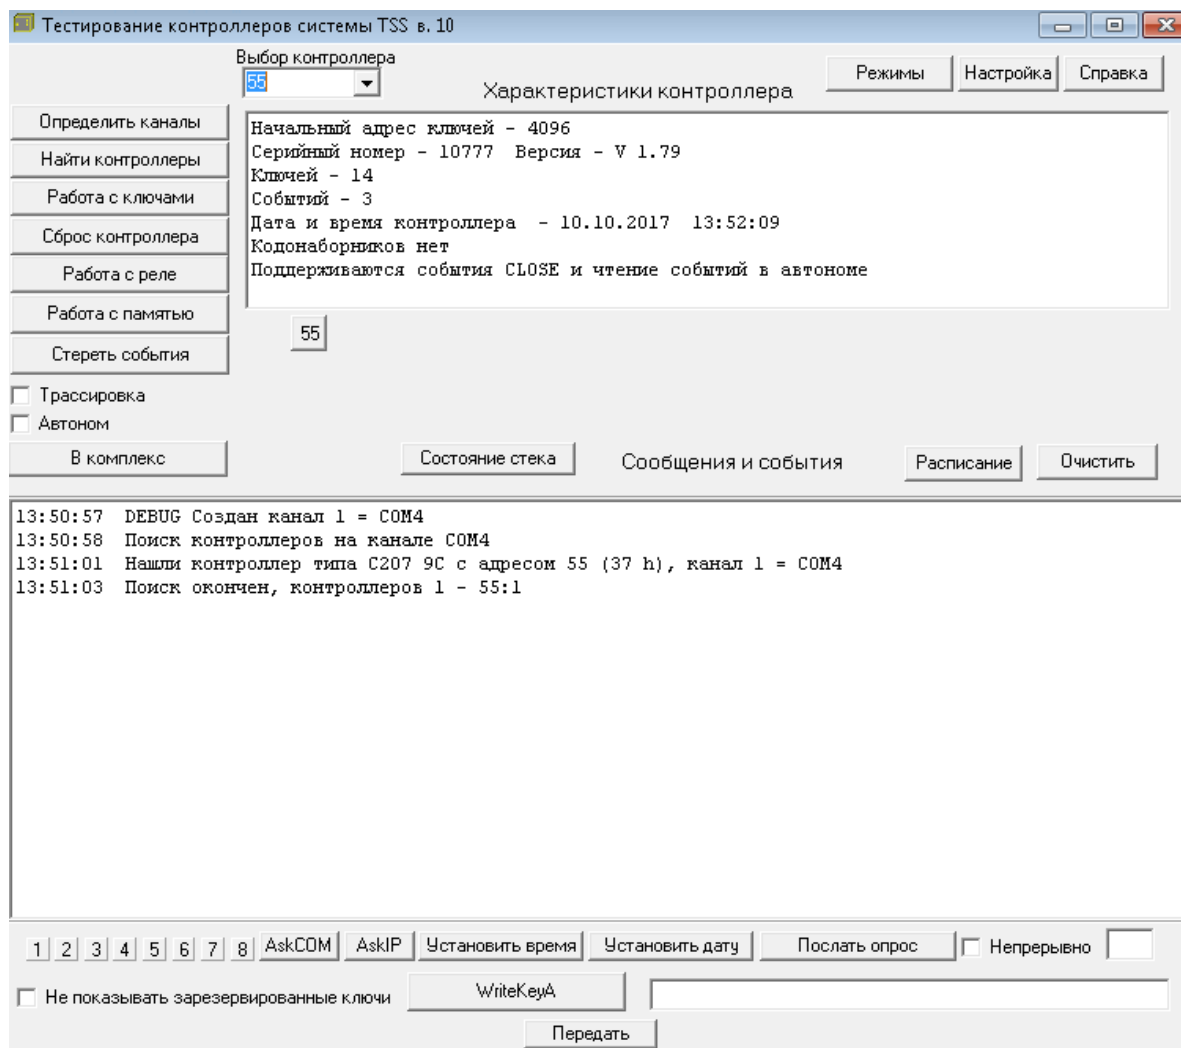 Тестирование контроллеров системы TSS в. 10
Выбор контроллера
55
Характеристики контроллера
Режимы
Настройка
Справка
Определить каналы
Найти контроллеры
Работа с ключами
Сброс контроллера
Работа с реле
Работа с памятью
Стереть события
Начальный адрес ключей - 4096
Серийный номер - 10777 Версия - V 1.79
Ключей - 14
Событий - 3
Дата и время контроллера - 10.10.2017 13:52:09
Кодонаборников нет
Поддерживаются события CLOSE и чтение событий в автономе
55
Трассировка
Автоном
В комплекс
Состояние стека
Сообщения и события
Расписание
Очистить
13:50:57 DEBUG Создан канал 1 = COM4
13:50:58 Поиск контроллеров на канале COM4
13:51:01 Нашли контроллер типа C207 9C с адресом 55 (37 h), канал 1 = COM4
13:51:03 Поиск окончен, контроллеров 1 - 55:1
1 2 3 4 5 6 7 8 AskCOM AskIP Установить время Установить дату Послать опрос Непрерывно
Не показывать зарезервированные ключи
WriteKeyA
Передать